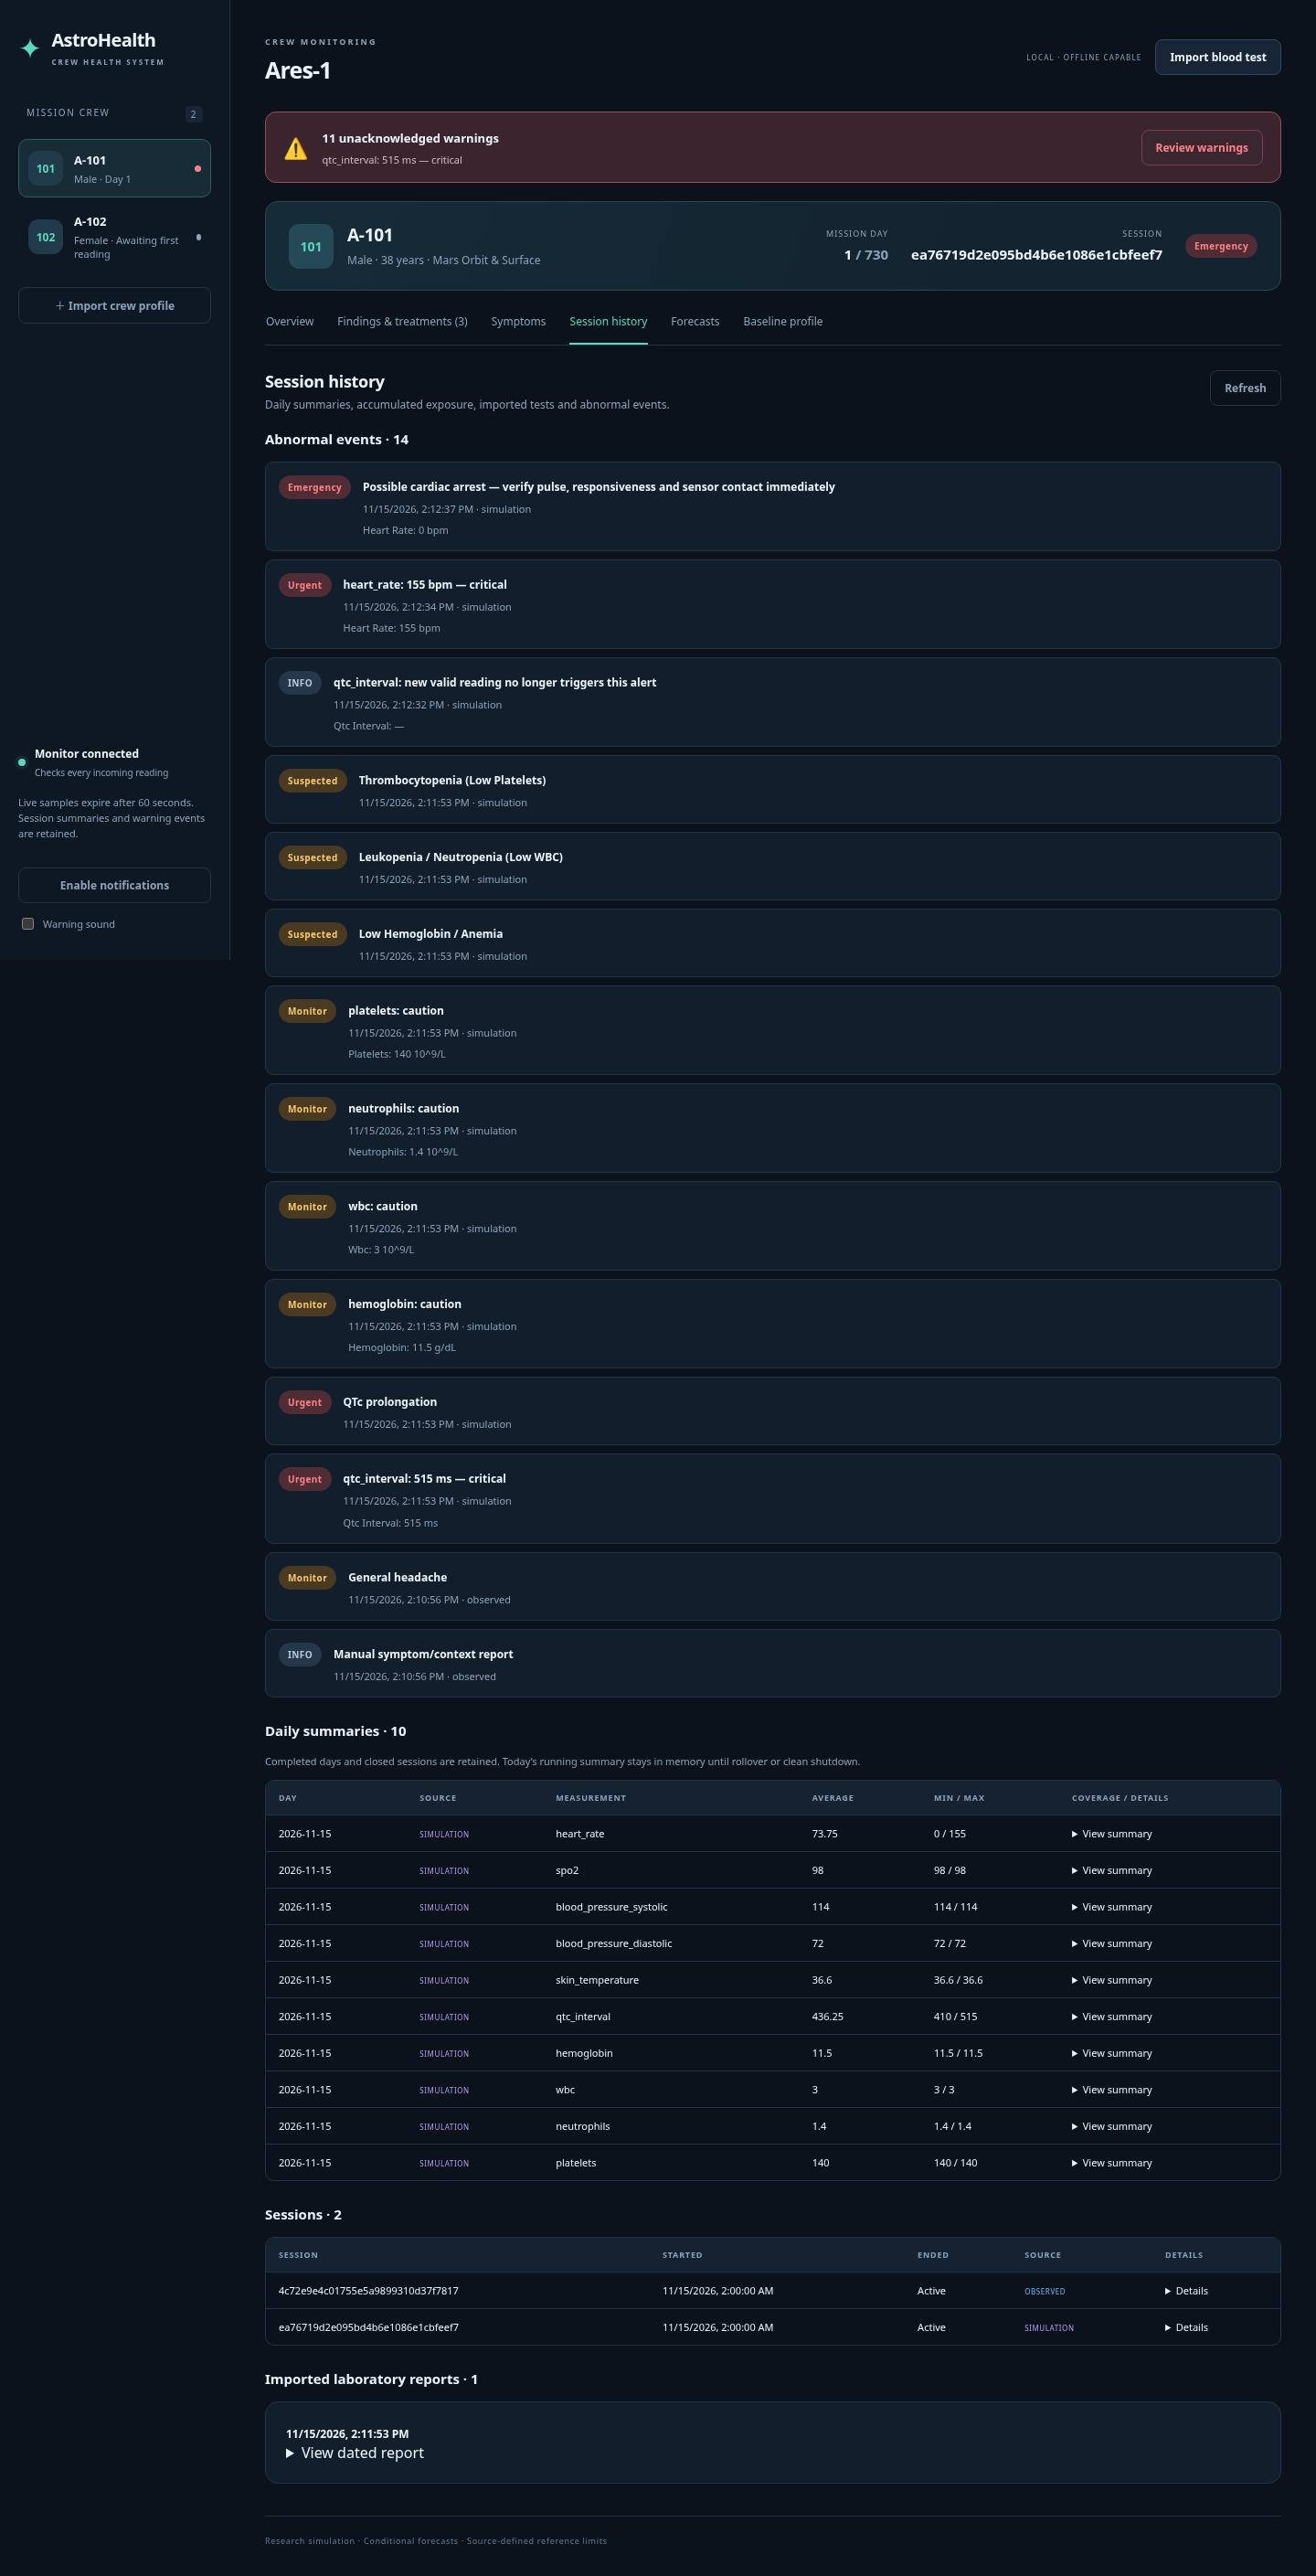 AstroHealth
CREW HEALTH SYSTEM
MISSION CREW
2
101
A-101
Male · Day 1
102
A-102
Female · Awaiting first
reading
+ Import crew profile
Monitor connected
Checks every incoming reading
Live samples expire after 60 seconds.
Session summaries and warning events
are retained.
Enable notifications
Warning sound
CREW MONITORING
Ares-1
LOCAL · OFFLINE CAPABLE
Import blood test
11 unacknowledged warnings
qtc_interval: 515 ms — critical
Review warnings
101
A-101
Male · 38 years · Mars Orbit & Surface
MISSION DAY
1 / 730
SESSION
ea76719d2e095bd4b6e1086e1cbfeef7
Emergency
Overview Findings & treatments (3) Symptoms Session history Forecasts Baseline profile
Session history
Daily summaries, accumulated exposure, imported tests and abnormal events.
Refresh
Abnormal events · 14
Emergency Possible cardiac arrest — verify pulse, responsiveness and sensor contact immediately
11/15/2026, 2:12:37 PM · simulation
Heart Rate: 0 bpm
Urgent heart_rate: 155 bpm — critical
11/15/2026, 2:12:34 PM · simulation
Heart Rate: 155 bpm
INFO qtc_interval: new valid reading no longer triggers this alert
11/15/2026, 2:12:32 PM · simulation
Qtc Interval: —
Suspected Thrombocytopenia (Low Platelets)
11/15/2026, 2:11:53 PM · simulation
Suspected Leukopenia / Neutropenia (Low WBC)
11/15/2026, 2:11:53 PM · simulation
Suspected Low Hemoglobin / Anemia
11/15/2026, 2:11:53 PM · simulation
Monitor platelets: caution
11/15/2026, 2:11:53 PM · simulation
Platelets: 140 10^9/L
Monitor neutrophils: caution
11/15/2026, 2:11:53 PM · simulation
Neutrophils: 1.4 10^9/L
Monitor wbc: caution
11/15/2026, 2:11:53 PM · simulation
Wbc: 3 10^9/L
Monitor hemoglobin: caution
11/15/2026, 2:11:53 PM · simulation
Hemoglobin: 11.5 g/dL
Urgent QTc prolongation
11/15/2026, 2:11:53 PM · simulation
Urgent qtc_interval: 515 ms — critical
11/15/2026, 2:11:53 PM · simulation
Qtc Interval: 515 ms
Monitor General headache
11/15/2026, 2:10:56 PM · observed
INFO Manual symptom/context report
11/15/2026, 2:10:56 PM · observed
Daily summaries · 10
Completed days and closed sessions are retained. Today's running summary stays in memory until rollover or clean shutdown.
DAY SOURCE MEASUREMENT AVERAGE MIN / MAX COVERAGE / DETAILS
2026-11-15 SIMULATION heart_rate 73.75 0 / 155 View summary
2026-11-15 SIMULATION spo2 98 98 / 98 View summary
2026-11-15 SIMULATION blood_pressure_systolic 114 114 / 114 View summary
2026-11-15 SIMULATION blood_pressure_diastolic 72 72 / 72 View summary
2026-11-15 SIMULATION skin_temperature 36.6 36.6 / 36.6 View summary
2026-11-15 SIMULATION qtc_interval 436.25 410 / 515 View summary
2026-11-15 SIMULATION hemoglobin 11.5 11.5 / 11.5 View summary
2026-11-15 SIMULATION wbc 3 3 / 3 View summary
2026-11-15 SIMULATION neutrophils 1.4 1.4 / 1.4 View summary
2026-11-15 SIMULATION platelets 140 140 / 140 View summary
Sessions · 2
SESSION STARTED ENDED SOURCE DETAILS
4c72e9e4c01755e5a9899310d37f7817 11/15/2026, 2:00:00 AM Active OBSERVED Details
ea76719d2e095bd4b6e1086e1cbfeef7 11/15/2026, 2:00:00 AM Active SIMULATION Details
Imported laboratory reports · 1
11/15/2026, 2:11:53 PM
View dated report
Research simulation · Conditional forecasts · Source-defined reference limits